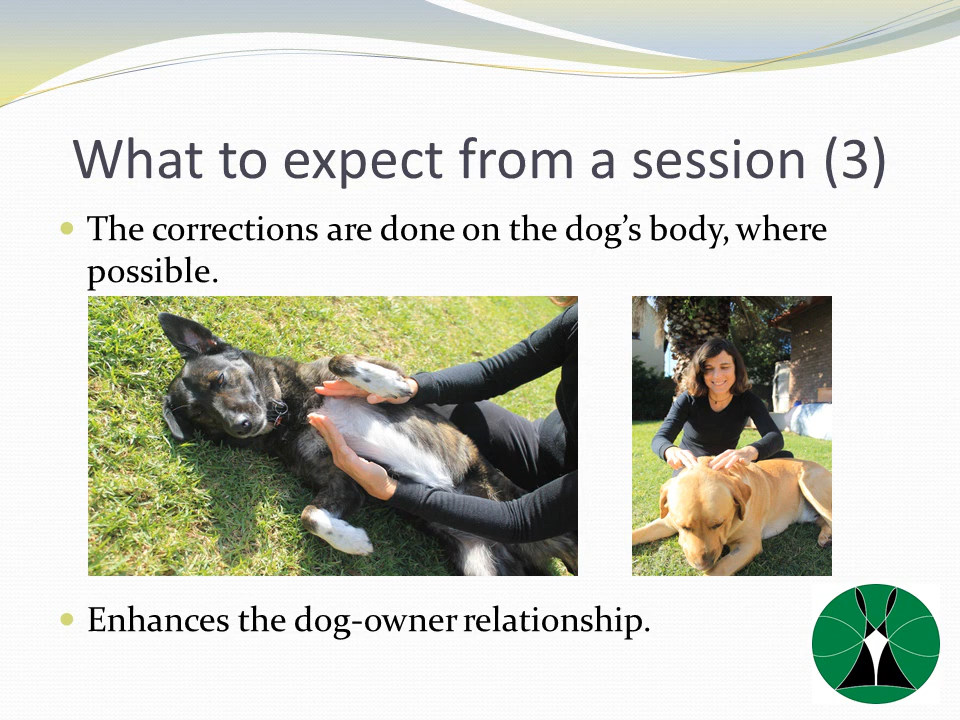 What to expect from a session (3)
The corrections are done on the dog’s body, where
possible.
Enhances the dog-owner relationship.